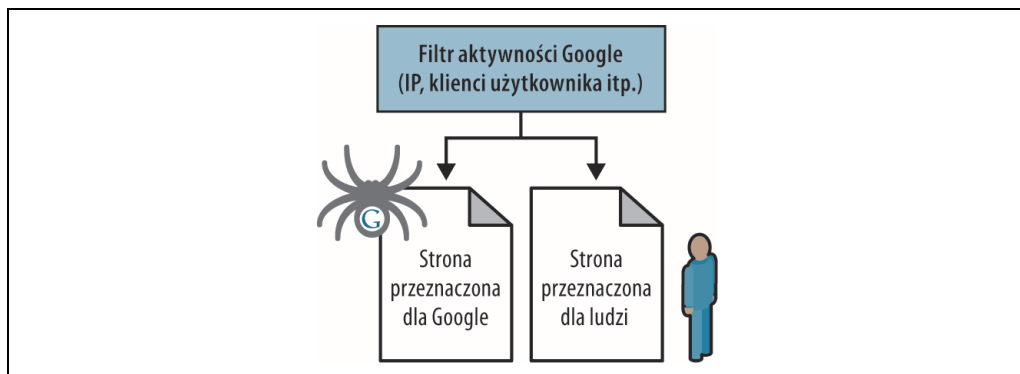 Filtr aktywności Google
(IP, klienci użytkownika itp.)
G
Strona
przeznaczona
dla Google
Strona
przeznaczona
dla ludzi